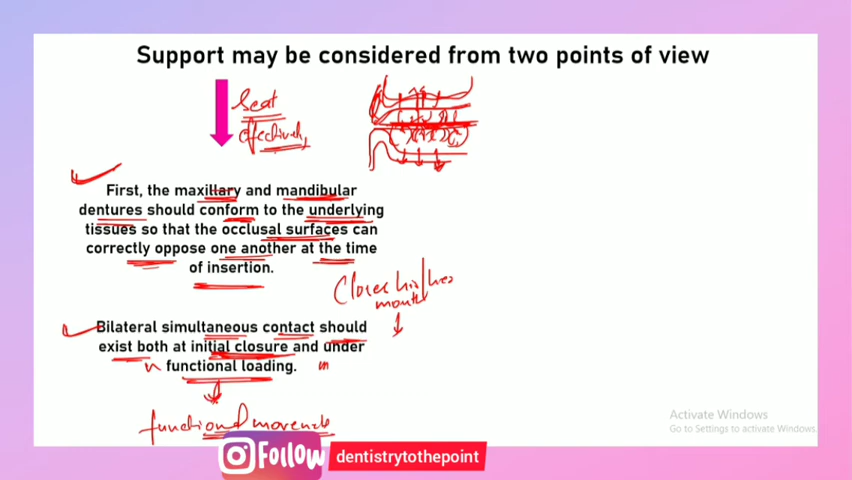 Support may be considered from two points of view
Seat
effectively
First, the maxillary and mandibular
dentures should conform to the underlying
tissues so that the occlusal surfaces can
correctly oppose one another at the time
of insertion.
Closes his/her
mouth
Bilateral simultaneous contact should
exist both at initial closure and under
functional loading.
functional movements
Follow
dentistrytothepoint
Activate Windows
Go to Settings to activate Windows.